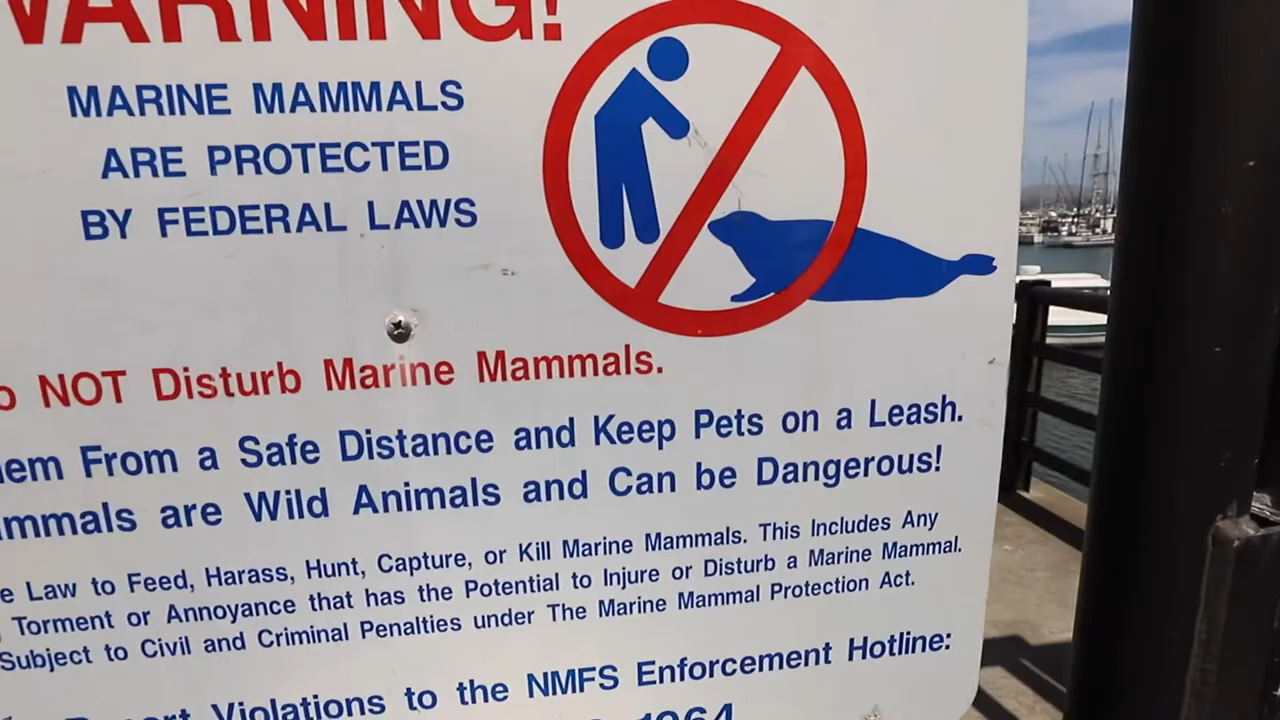 WARNING!
MARINE MAMMALS
ARE PROTECTED
BY FEDERAL LAWS
NOT Disturb Marine Mammals.
From a Safe Distance and Keep Pets on a Leash.
are Wild Animals and Can be Dangerous!
Law to Feed, Harass, Hunt, Capture, or Kill Marine Mammals. This Includes Any
Torment or Annoyance that has the Potential to Injure or Disturb a Marine Mammal.
Subject to Civil and Criminal Penalties under The Marine Mammal Protection Act.
Report Violations to the NMFS Enforcement Hotline:
1964